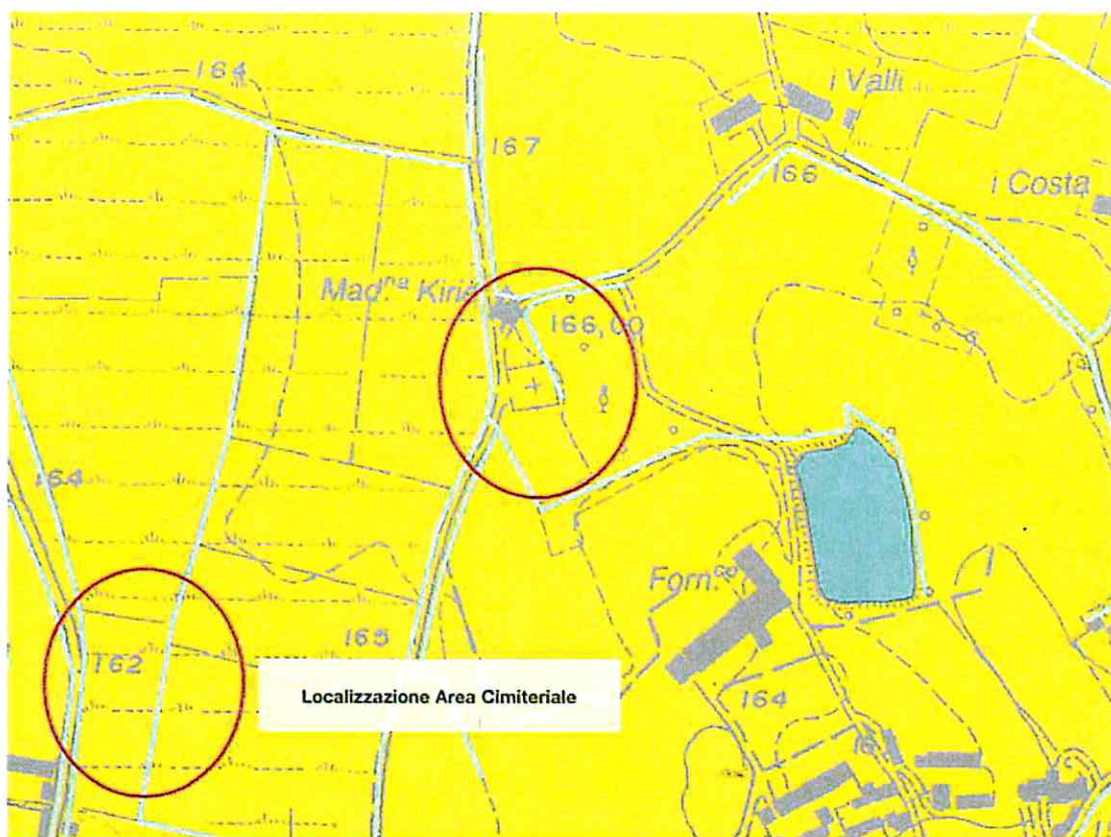 164
i Valli
167
166
i Costa
Mad.na Kirie
166,00
164
Forn.ce
165
162
Localizzazione Area Cimiteriale
164